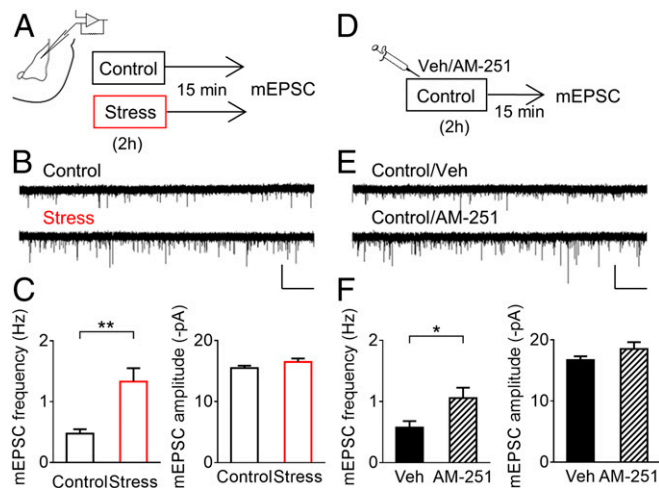 A
Control
15 min
mEPSC
Stress
(2h)
B
Control
Stress
C
mEPSC frequency (Hz)
2
1
0
**
Control Stress
mEPSC amplitude (-pA)
20
10
0
Control Stress
D
Veh/AM-251
Control
mEPSC
15 min
(2h)
E
Control/Veh
Control/AM-251
F
mEPSC frequency (Hz)
2
1
0
*
Veh AM-251
mEPSC amplitude (-pA)
20
10
0
Veh AM-251